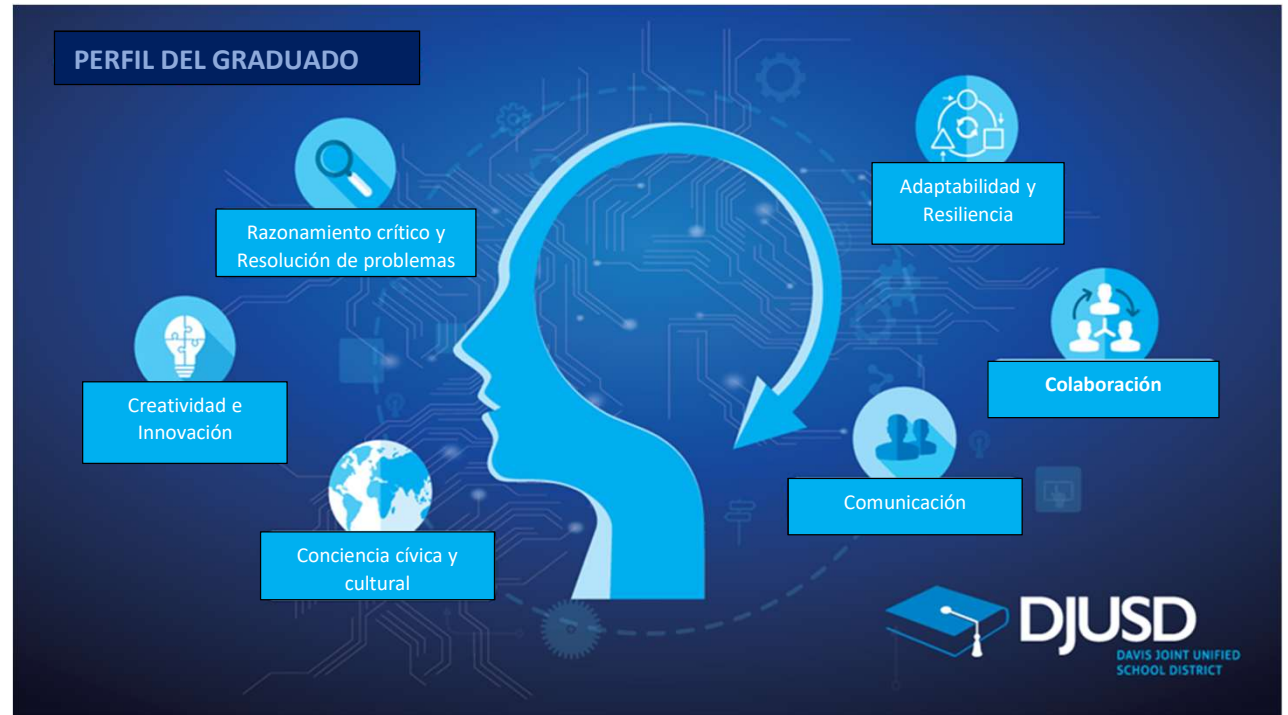 PERFIL DEL GRADUADO
Razonamiento crítico y
Resolución de problemas
Creatividad e
Innovación
Conciencia cívica y
cultural
Adaptabilidad y
Resiliencia
Colaboración
Comunicación
DJUSD
DAVIS JOINT UNIFIED
SCHOOL DISTRICT